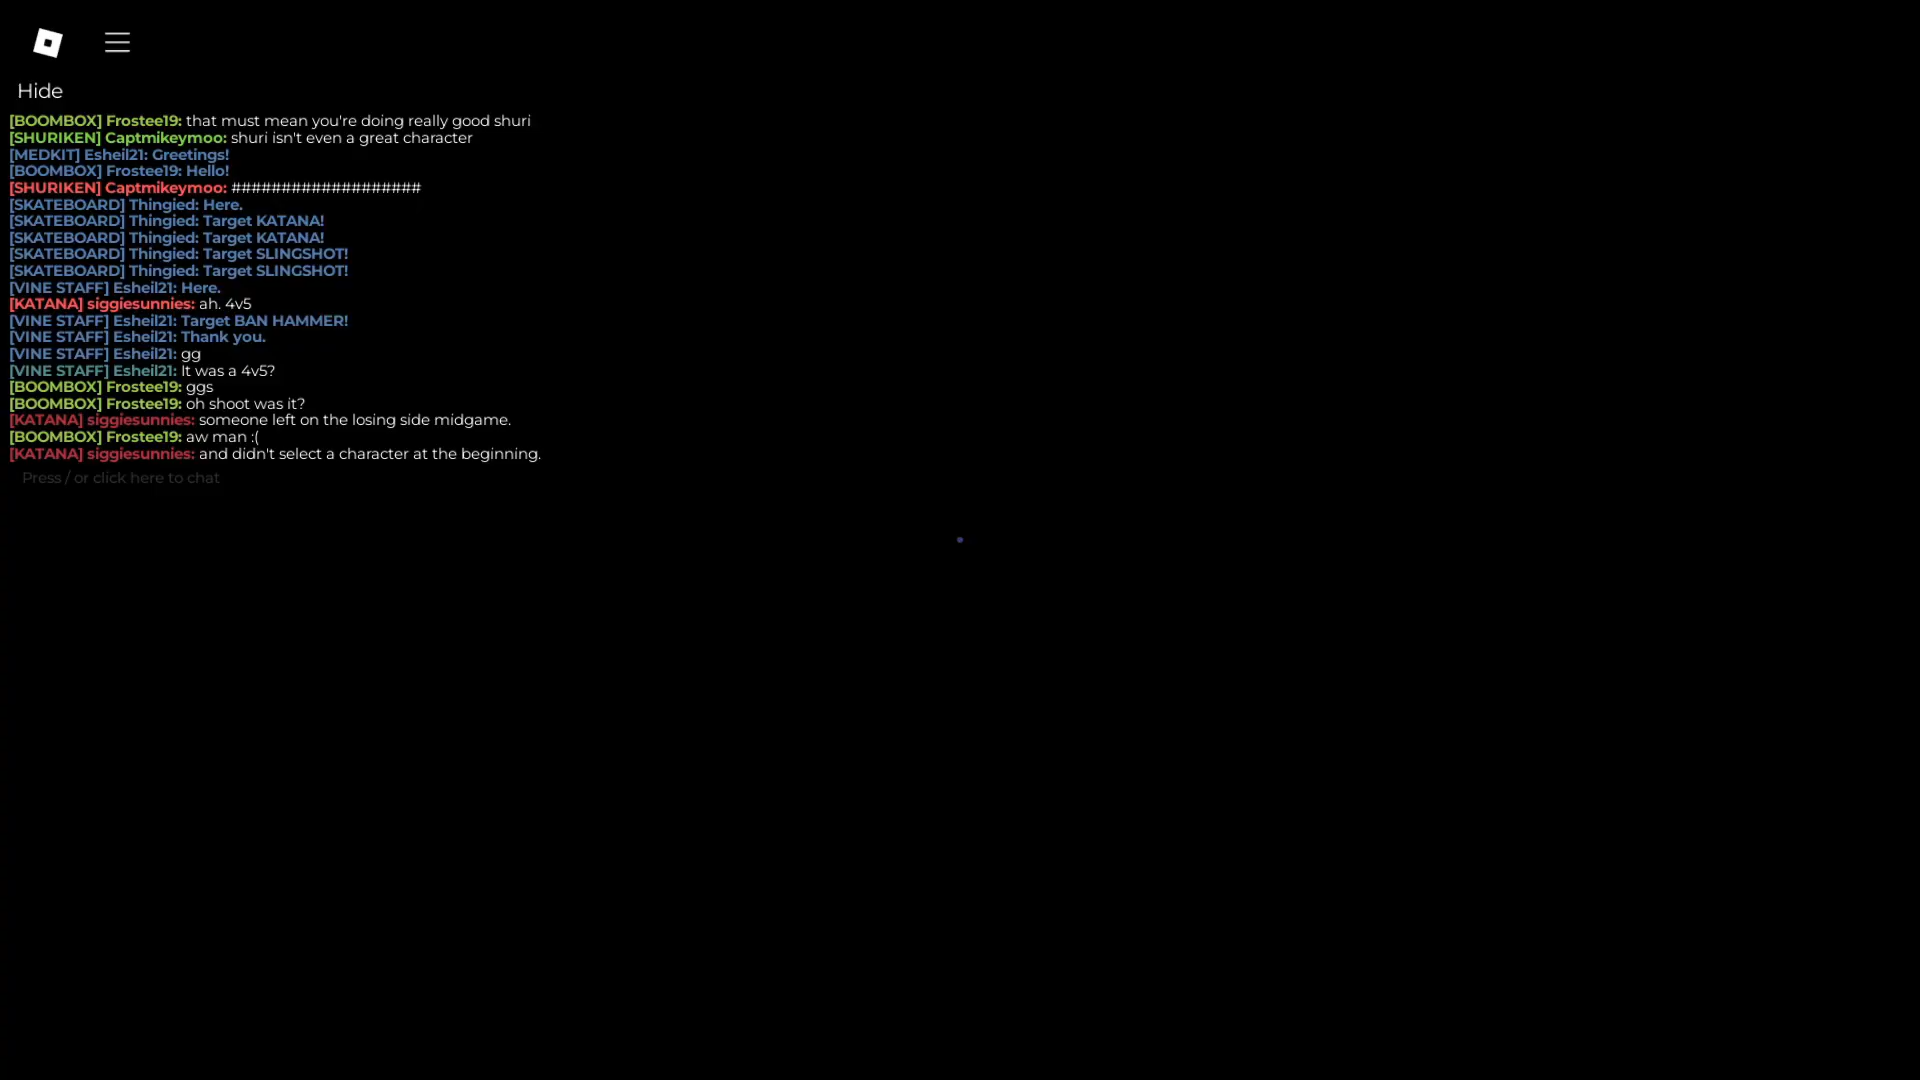 Hide
[BOOMBOX] Frostee19: that must mean you're doing really good shuri
[SHURIKEN] Captmikeymoo: shuri isn't even a great character
[MEDKIT] Esheil21: Greetings!
[BOOMBOX] Frostee19: Hello!
[SHURIKEN] Captmikeymoo: ###################
[SKATEBOARD] Thingied: Here.
[SKATEBOARD] Thingied: Target KATANA!
[SKATEBOARD] Thingied: Target KATANA!
[SKATEBOARD] Thingied: Target SLINGSHOT!
[SKATEBOARD] Thingied: Target SLINGSHOT!
[VINE STAFF] Esheil21: Here.
[KATANA] siggiesunnies: ah. 4v5
[VINE STAFF] Esheil21: Target BAN HAMMER!
[VINE STAFF] Esheil21: Thank you.
[VINE STAFF] Esheil21: gg
[VINE STAFF] Esheil21: It was a 4v5?
[BOOMBOX] Frostee19: ggs
[BOOMBOX] Frostee19: oh shoot was it?
[KATANA] siggiesunnies: someone left on the losing side midgame.
[BOOMBOX] Frostee19: aw man :(
[KATANA] siggiesunnies: and didn't select a character at the beginning.
Press / or click here to chat